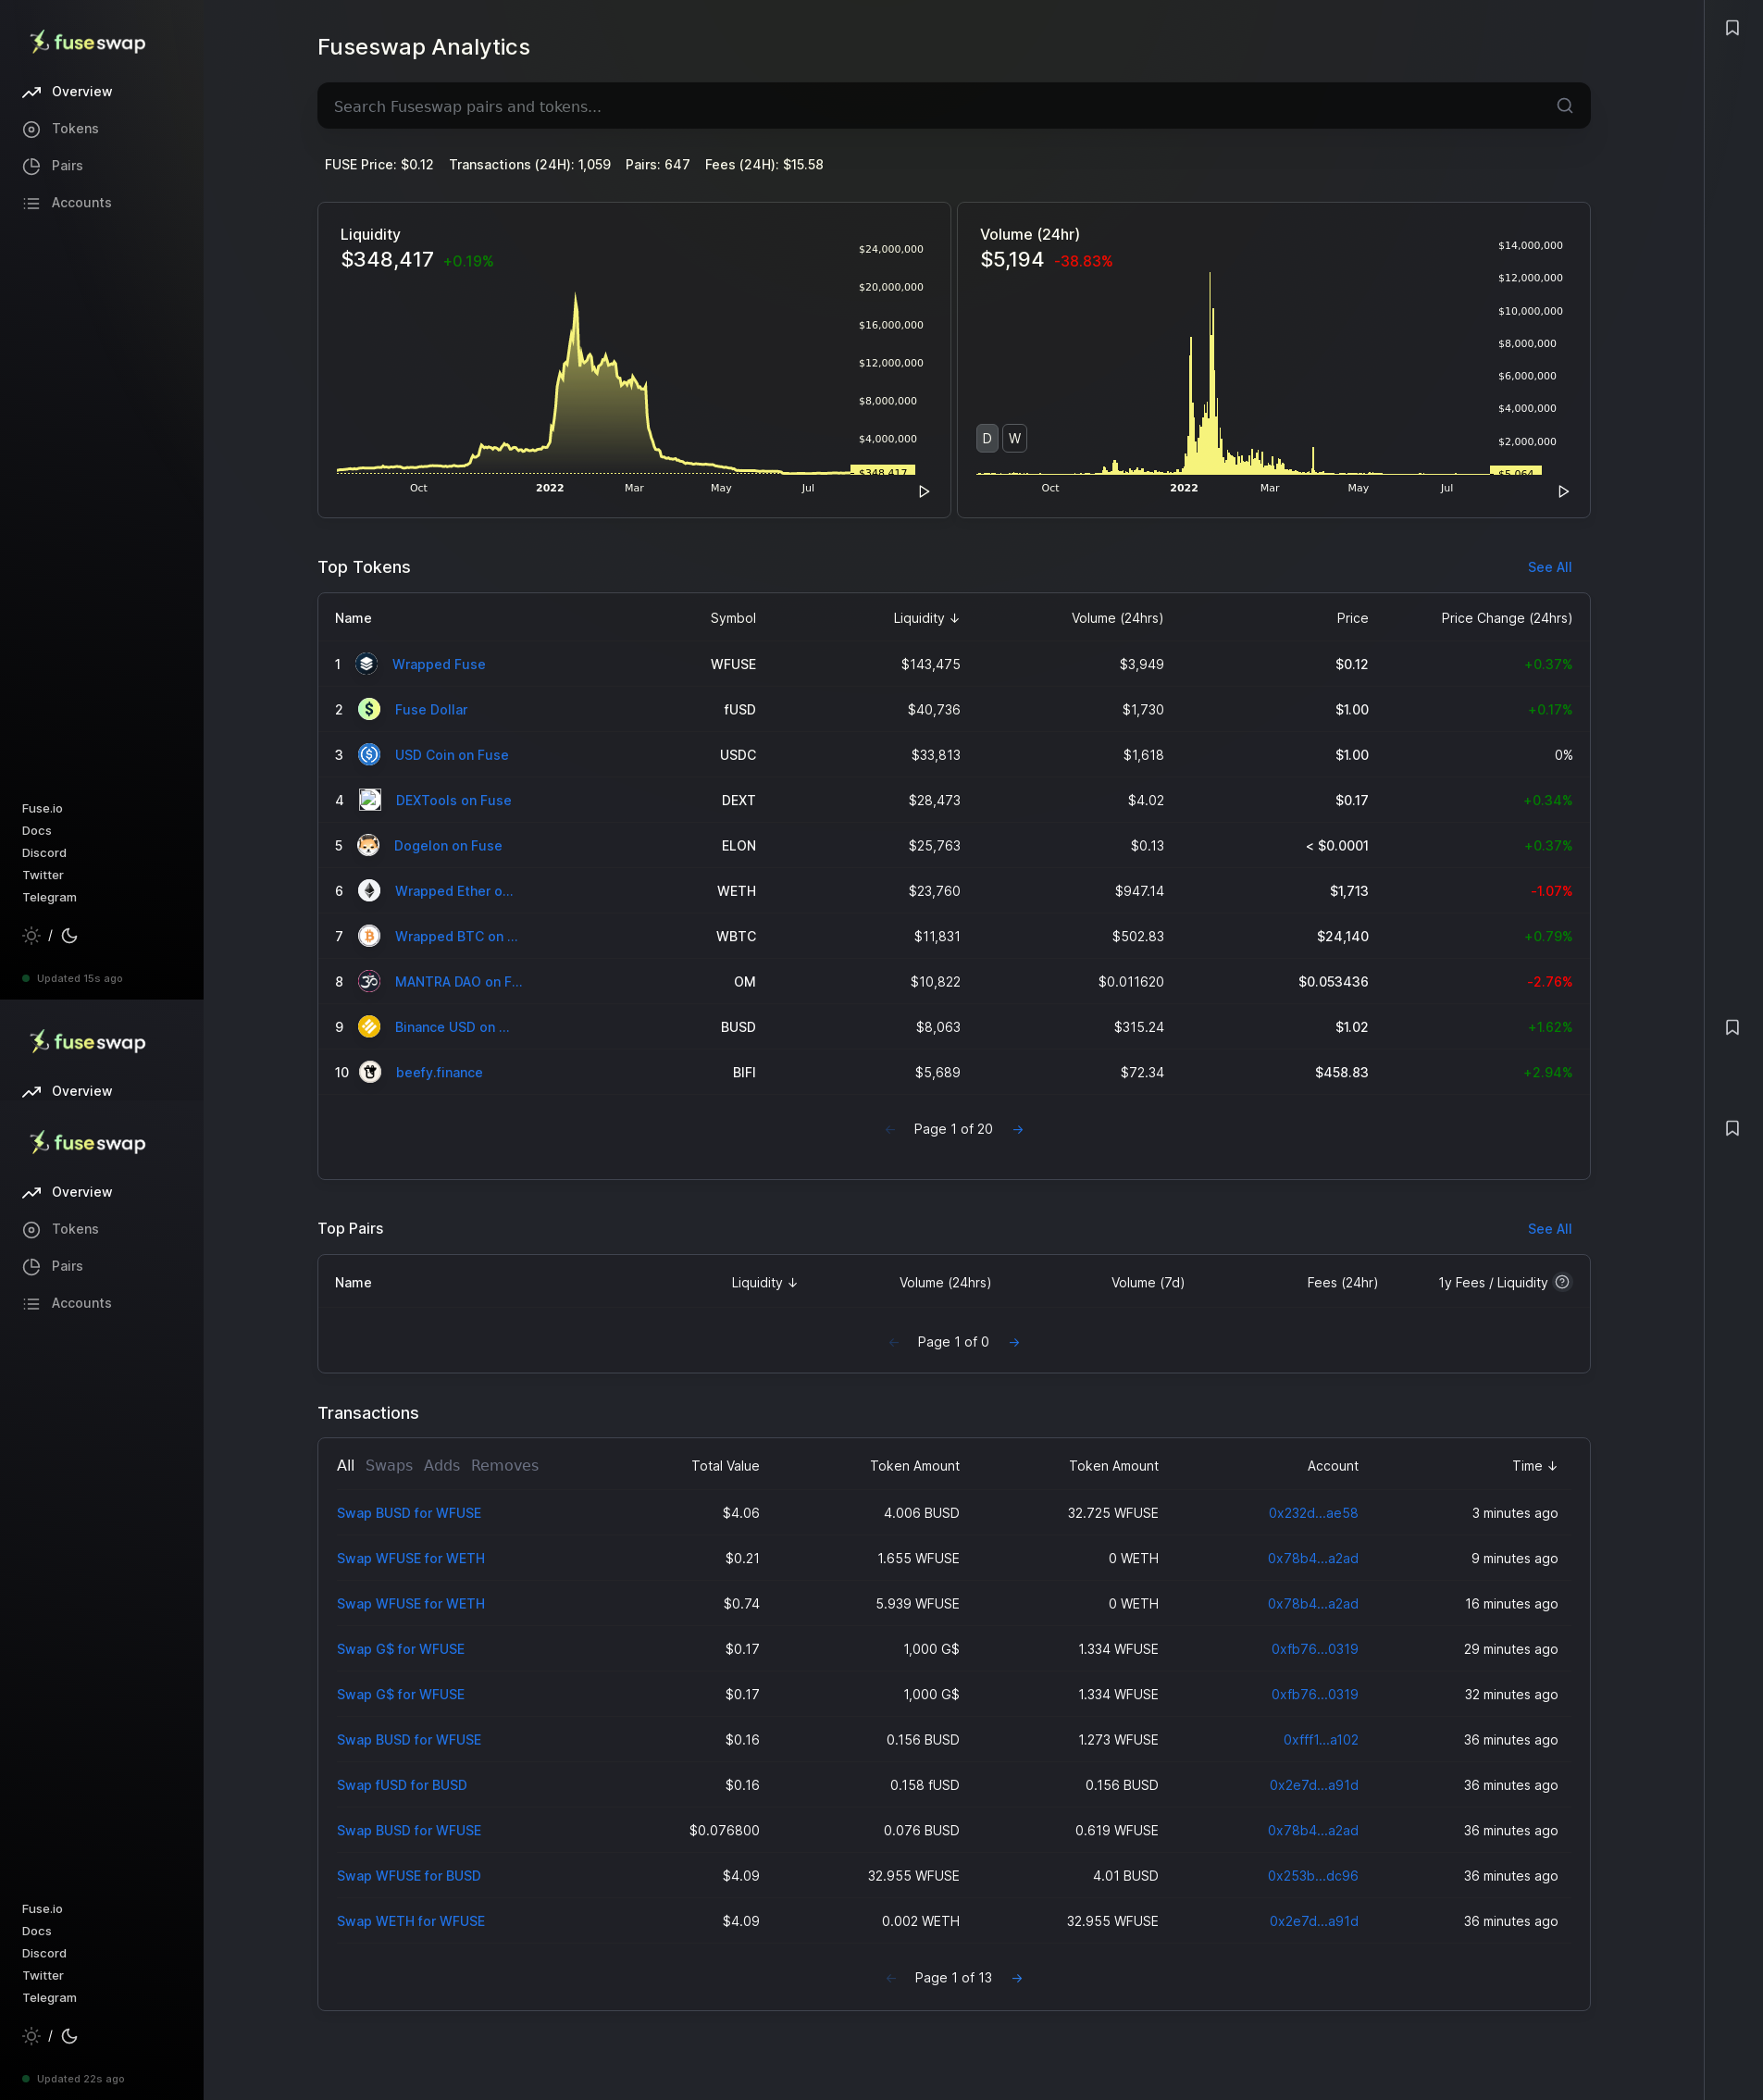 fuseswap
Overview
Tokens
Pairs
Accounts
Fuse.io
Docs
Discord
Twitter
Telegram
/
Updated 15s ago
fuseswap
Overview
fuseswap
Overview
Tokens
Pairs
Accounts
Fuse.io
Docs
Discord
Twitter
Telegram
/
Updated 22s ago
Fuseswap Analytics
Search Fuseswap pairs and tokens...
FUSE Price: $0.12 Transactions (24H): 1,059 Pairs: 647 Fees (24H): $15.58
Liquidity
$348,417 +0.19%
$24,000,000
$20,000,000
$16,000,000
$12,000,000
$8,000,000
$4,000,000
$348,417
Oct 2022 Mar May Jul
Volume (24hr)
$5,194 -38.83%
$14,000,000
$12,000,000
$10,000,000
$8,000,000
$6,000,000
$4,000,000
$2,000,000
$5,064
D W
Oct 2022 Mar May Jul
Top Tokens See All
Name Symbol Liquidity ↓ Volume (24hrs) Price Price Change (24hrs)
1 Wrapped Fuse WFUSE $143,475 $3,949 $0.12 +0.37%
2 Fuse Dollar fUSD $40,736 $1,730 $1.00 +0.17%
3 USD Coin on Fuse USDC $33,813 $1,618 $1.00 0%
4 DEXTools on Fuse DEXT $28,473 $4.02 $0.17 +0.34%
5 Dogelon on Fuse ELON $25,763 $0.13 < $0.0001 +0.37%
6 Wrapped Ether o... WETH $23,760 $947.14 $1,713 -1.07%
7 Wrapped BTC on ... WBTC $11,831 $502.83 $24,140 +0.79%
8 MANTRA DAO on F... OM $10,822 $0.011620 $0.053436 -2.76%
9 Binance USD on ... BUSD $8,063 $315.24 $1.02 +1.62%
10 beefy.finance BIFI $5,689 $72.34 $458.83 +2.94%
← Page 1 of 20 →
Top Pairs See All
Name Liquidity ↓ Volume (24hrs) Volume (7d) Fees (24hr) 1y Fees / Liquidity ?
← Page 1 of 0 →
Transactions
All Swaps Adds Removes Total Value Token Amount Token Amount Account Time ↓
Swap BUSD for WFUSE $4.06 4.006 BUSD 32.725 WFUSE 0x232d...ae58 3 minutes ago
Swap WFUSE for WETH $0.21 1.655 WFUSE 0 WETH 0x78b4...a2ad 9 minutes ago
Swap WFUSE for WETH $0.74 5.939 WFUSE 0 WETH 0x78b4...a2ad 16 minutes ago
Swap G$ for WFUSE $0.17 1,000 G$ 1.334 WFUSE 0xfb76...0319 29 minutes ago
Swap G$ for WFUSE $0.17 1,000 G$ 1.334 WFUSE 0xfb76...0319 32 minutes ago
Swap BUSD for WFUSE $0.16 0.156 BUSD 1.273 WFUSE 0xfff1...a102 36 minutes ago
Swap fUSD for BUSD $0.16 0.158 fUSD 0.156 BUSD 0x2e7d...a91d 36 minutes ago
Swap BUSD for WFUSE $0.076800 0.076 BUSD 0.619 WFUSE 0x78b4...a2ad 36 minutes ago
Swap WFUSE for BUSD $4.09 32.955 WFUSE 4.01 BUSD 0x253b...dc96 36 minutes ago
Swap WETH for WFUSE $4.09 0.002 WETH 32.955 WFUSE 0x2e7d...a91d 36 minutes ago
← Page 1 of 13 →